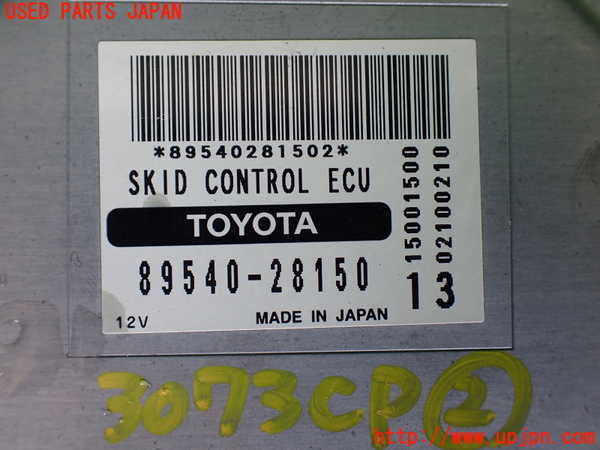 USED PARTS JAPAN
*89540281502*
SKID CONTROL ECU
TOYOTA
89540-28150
12V
MADE IN JAPAN
15001500
02100210
13
3073CP②
http://www.upjpn.com/